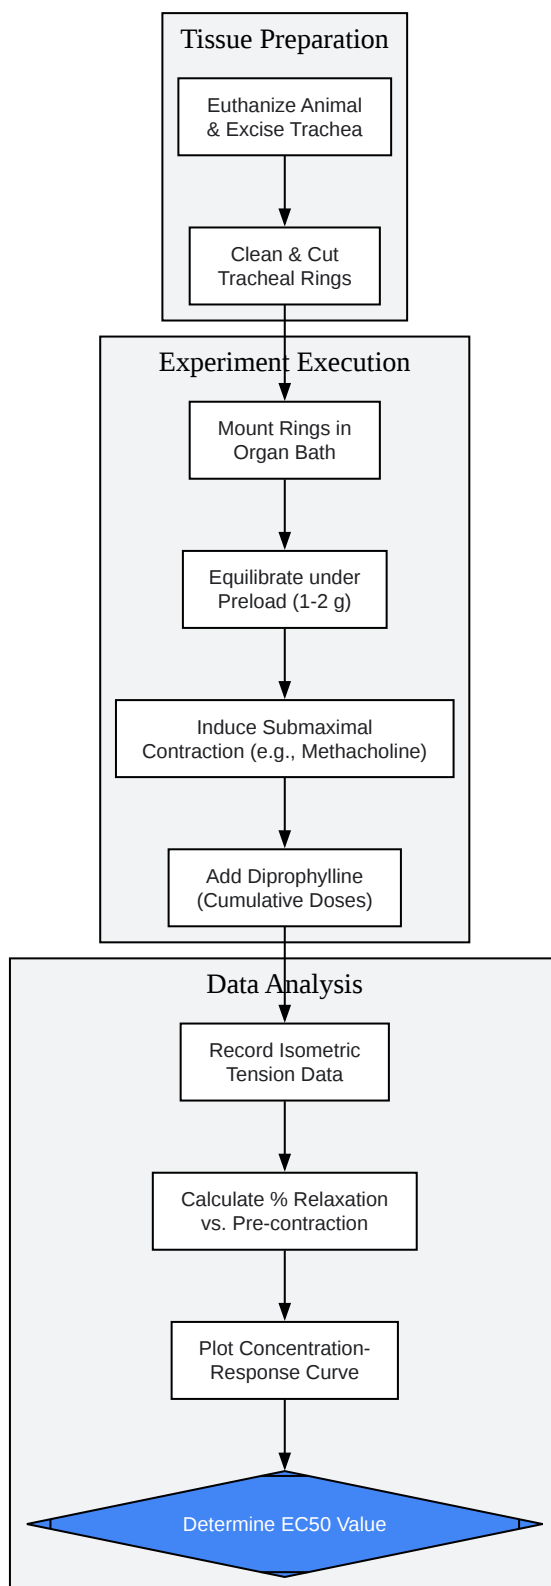 Tissue Preparation
Euthanize Animal
& Excise Trachea
Clean & Cut
Tracheal Rings
Experiment Execution
Mount Rings in
Organ Bath
Equilibrate under
Preload (1-2 g)
Induce Submaximal
Contraction (e.g., Methacholine)
Add Diprophylline
(Cumulative Doses)
Data Analysis
Record Isometric
Tension Data
Calculate % Relaxation
vs. Pre-contraction
Plot Concentration-
Response Curve
Determine EC50 Value